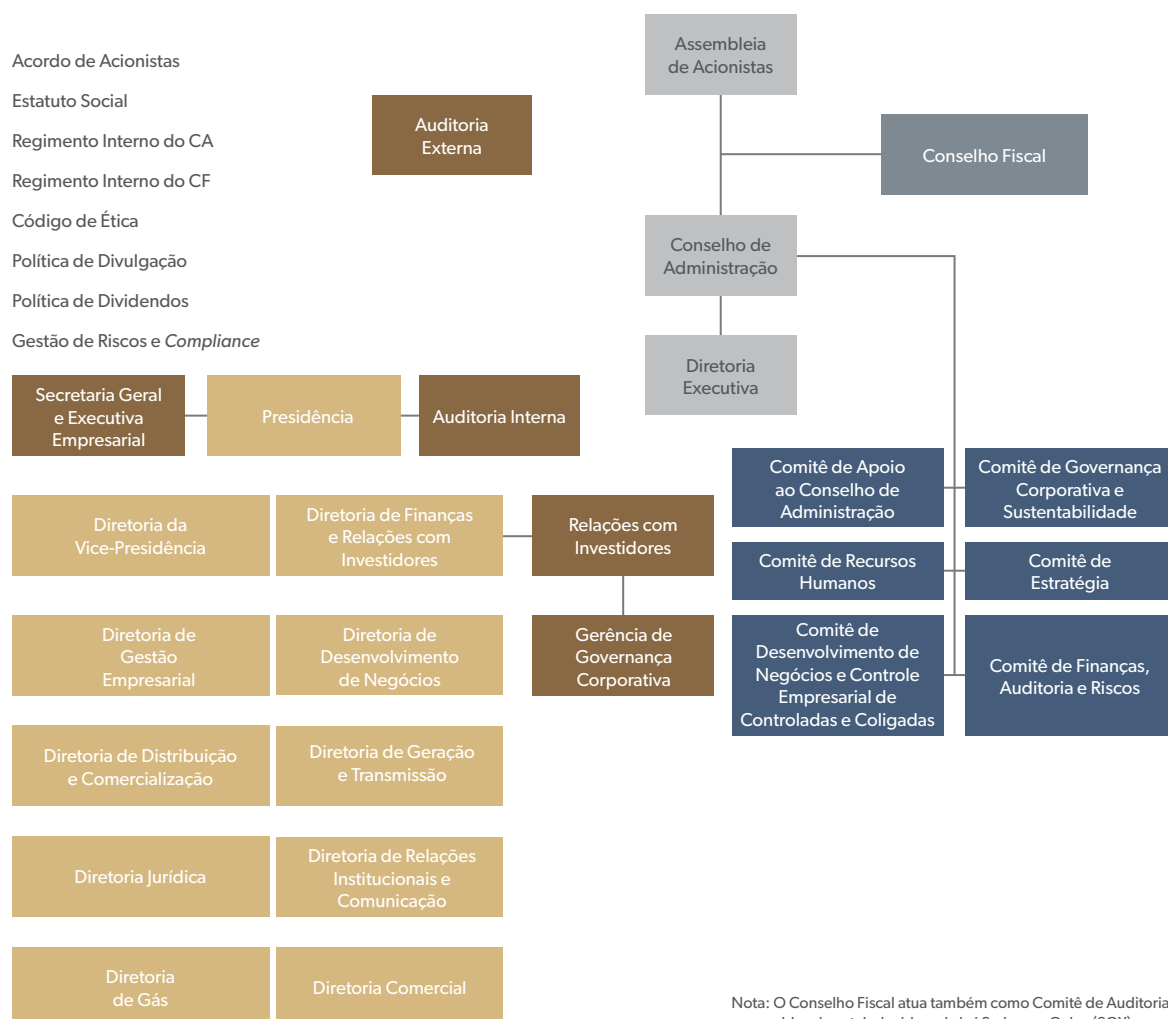 Acordo de Acionistas
Estatuto Social
Regimento Interno do CA
Regimento Interno do CF
Código de Ética
Política de Divulgação
Política de Dividendos
Gestão de Riscos e Compliance
Auditoria
Externa
Assembleia
de Acionistas
Conselho Fiscal
Conselho de
Administração
Diretoria
Executiva
Secretaria Geral
e Executiva
Empresarial
Presidência
Auditoria Interna
Diretoria da
Vice-Presidência
Diretoria de Finanças
e Relações com
Investidores
Relações com
Investidores
Diretoria de
Gestão
Empresarial
Diretoria de
Desenvolvimento
de Negócios
Gerência de
Governança
Corporativa
Diretoria de Distribuição
e Comercialização
Diretoria de Geração
e Transmissão
Diretoria Jurídica
Diretoria de Relações
Institucionais e
Comunicação
Diretoria
de Gás
Diretoria Comercial
Comitê de Apoio
ao Conselho de
Administração
Comitê de Governança
Corporativa e
Sustentabilidade
Comitê de Recursos
Humanos
Comitê de
Estratégia
Comitê de
Desenvolvimento de
Negócios e Controle
Empresarial de
Controladas e Coligadas
Comitê de Finanças,
Auditoria e Riscos
Nota: O Conselho Fiscal atua também como Comitê de Auditoria